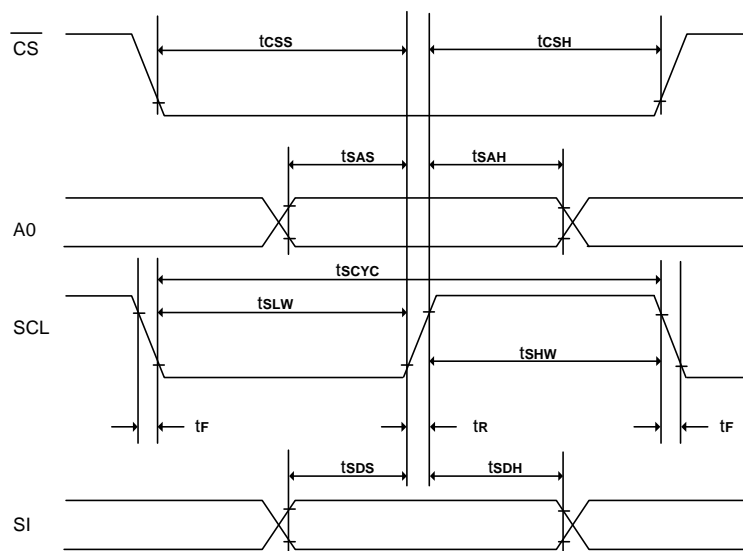 CS tCSS tCSH
tSAS tSAH
A0
tSCYC
tSLW
SCL
tSHW
tF tR tF
tSDS tSDH
SI